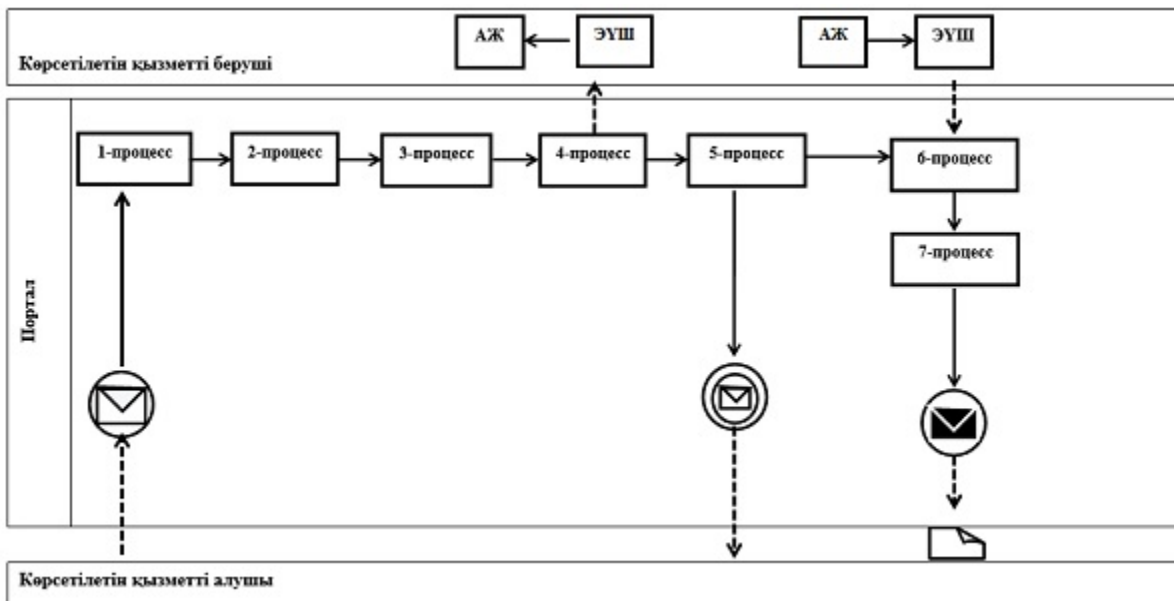 АЖ
ЭҮШ
АЖ
ЭҮШ
Көрсетілетін қызметті беруші
Портал
1-процесс
2-процесс
3-процесс
4-процесс
5-процесс
6-процесс
7-процесс
Көрсетілетін қызметті алушы